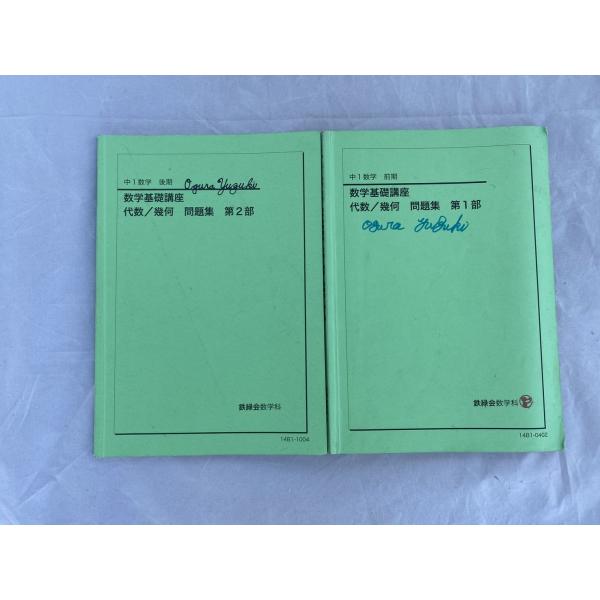 中1数学 後期 Ogura Yuzuki
数学基礎講座
代数／幾何 問題集 第2部
鉄緑会数学科
14B1-1004
中1数学 前期
数学基礎講座
代数／幾何 問題集 第1部
Ogura Yuzuki
鉄緑会数学科
14B1-0402